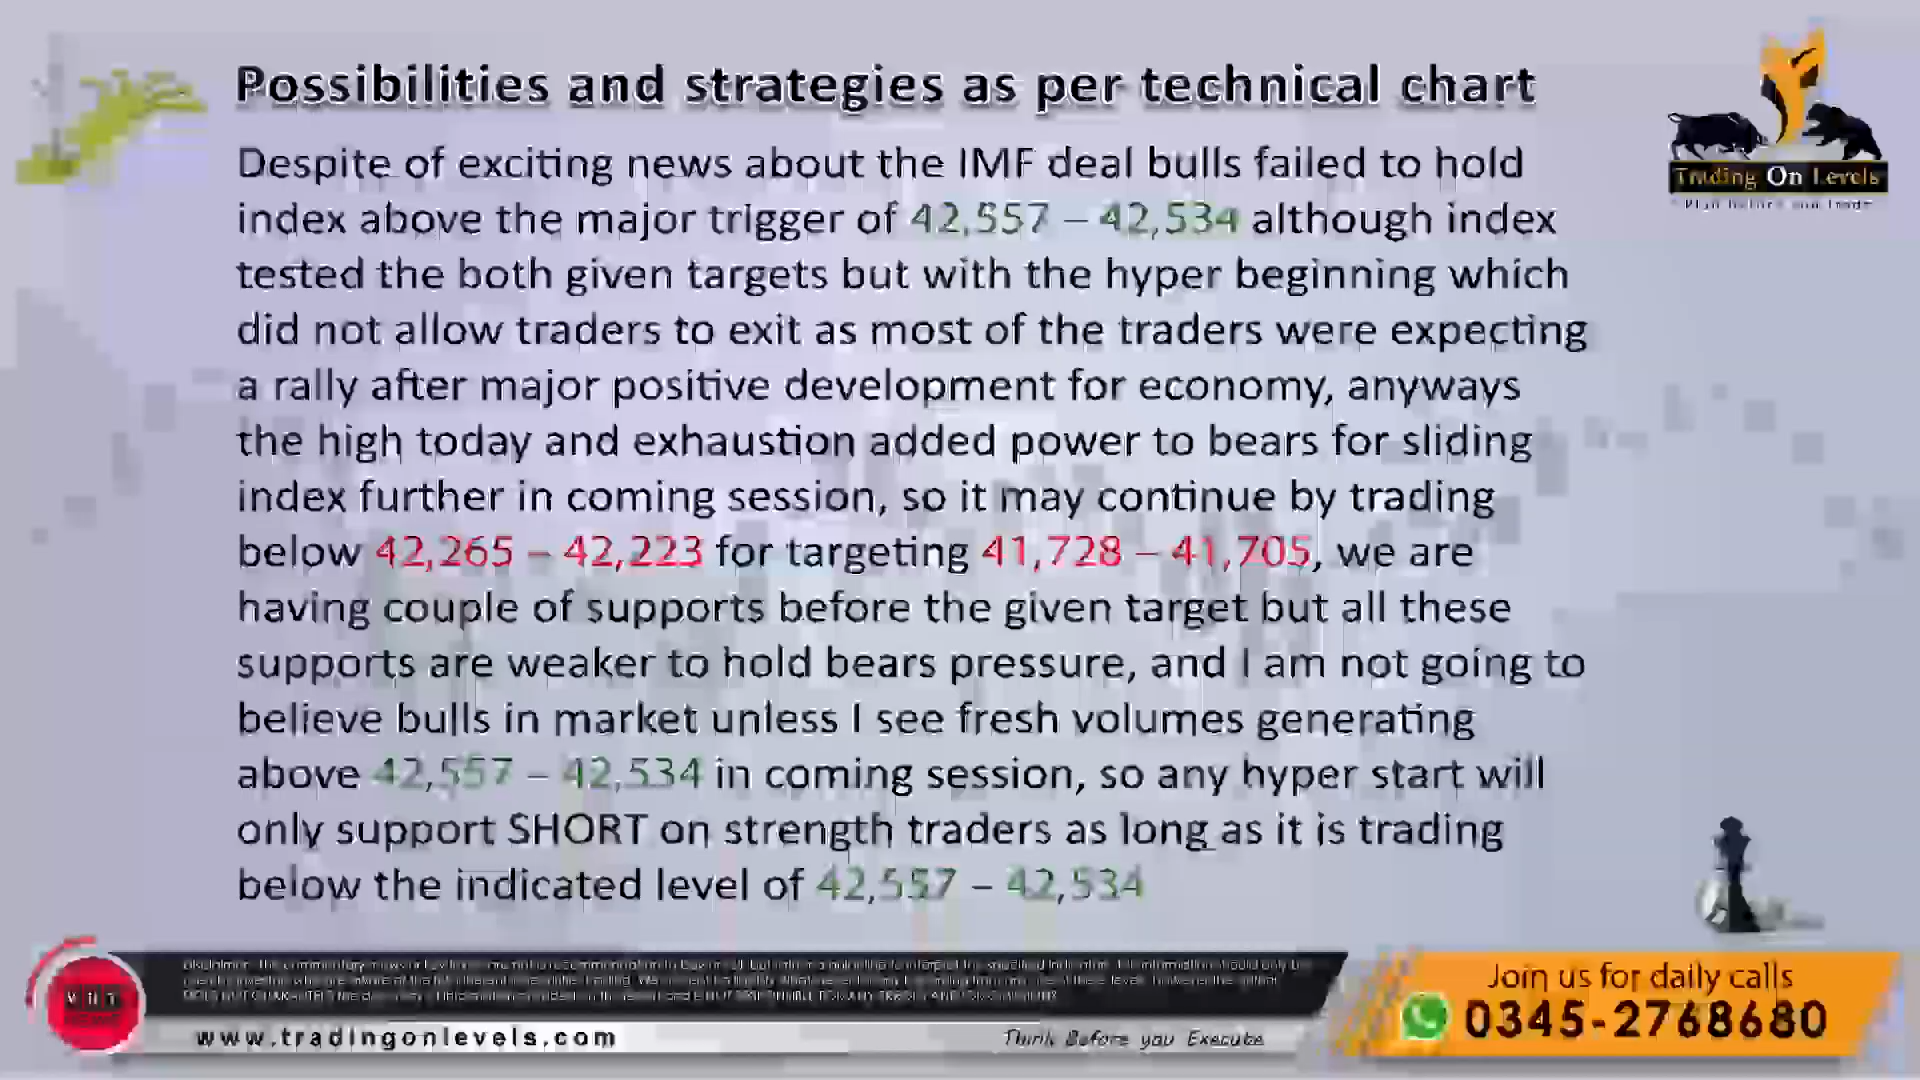 Possibilities and strategies as per technical chart
Despite of exciting news about the IMF deal bulls failed to hold
index above the major trigger of 42,557 – 42,534 although index
tested the both given targets but with the hyper beginning which
did not allow traders to exit as most of the traders were expecting
a rally after major positive development for economy, anyways
the high today and exhaustion added power to bears for sliding
index further in coming session, so it may continue by trading
below 42,265 – 42,223 for targeting 41,728 – 41,705, we are
having couple of supports before the given target but all these
supports are weaker to hold bears pressure, and I am not going to
believe bulls in market unless I see fresh volumes generating
above 42,557 – 42,534 in coming session, so any hyper start will
only support SHORT on strength traders as long as it is trading
below the indicated level of 42,557 – 42,534
Trading On Levels
www.tradingonlevels.com
Think Before you Execute
Join us for daily calls
0345-2768680